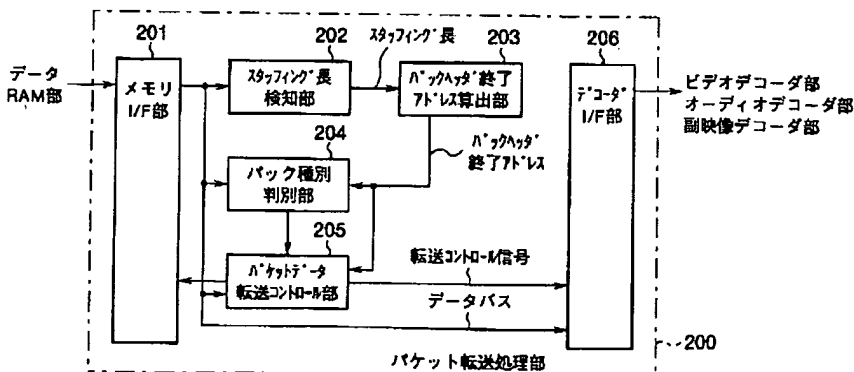 データ
RAM部
201
メモリ
I/F部
202
スタッフィング長
検知部
スタッフィング長
203
パックヘッダ終了
アドレス算出部
206
デコーダ
I/F部
ビデオデコーダ部
オーディオデコーダ部
副映像デコーダ部
204
パック種別
判別部
パックヘッダ
終了アドレス
205
パケットデータ
転送コントロール部
転送コントロール信号
データバス
200
パケット転送処理部